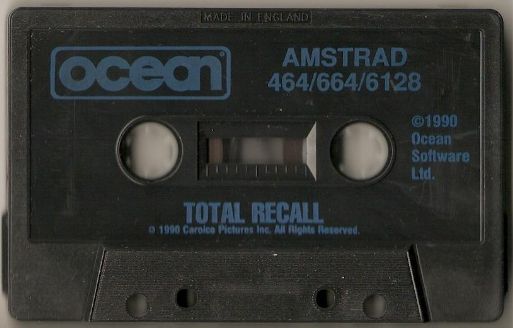 MADE IN ENGLAND
ocean®
AMSTRAD
464/664/6128
©1990
Ocean
Software
Ltd.
TOTAL RECALL
© 1990 Carolco Pictures Inc. All Rights Reserved.